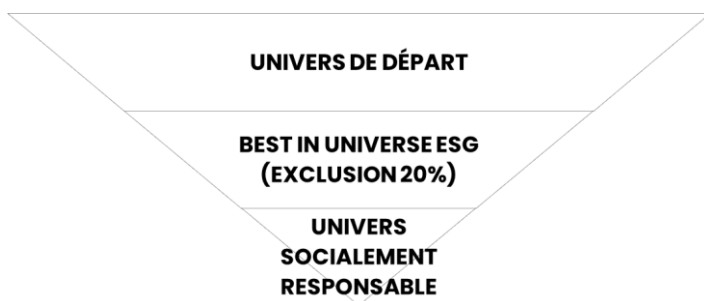 UNIVERS DE DÉPART
BEST IN UNIVERSE ESG
(EXCLUSION 20%)
UNIVERS
SOCIALEMENT
RESPONSABLE